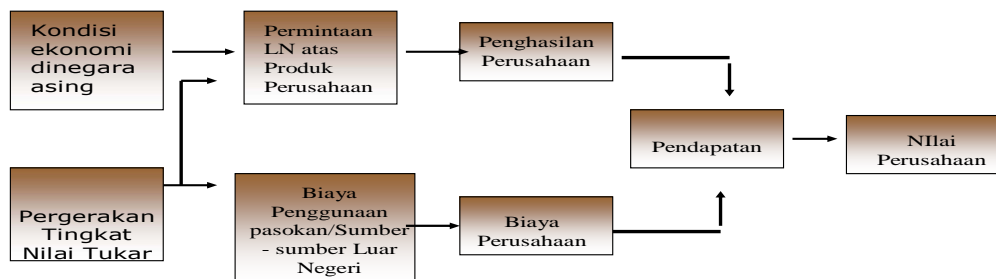 Kondisi
ekonomi
dinegara
asing
Permintaan
LN atas
Produk
Perusahaan
Penghasilan
Perusahaan
Pendapatan
NIlai
Perusahaan
Pergerakan
Tingkat
Nilai Tukar
Biaya
Penggunaan
pasokan/Sumber
- sumber Luar
Negeri
Biaya
Perusahaan